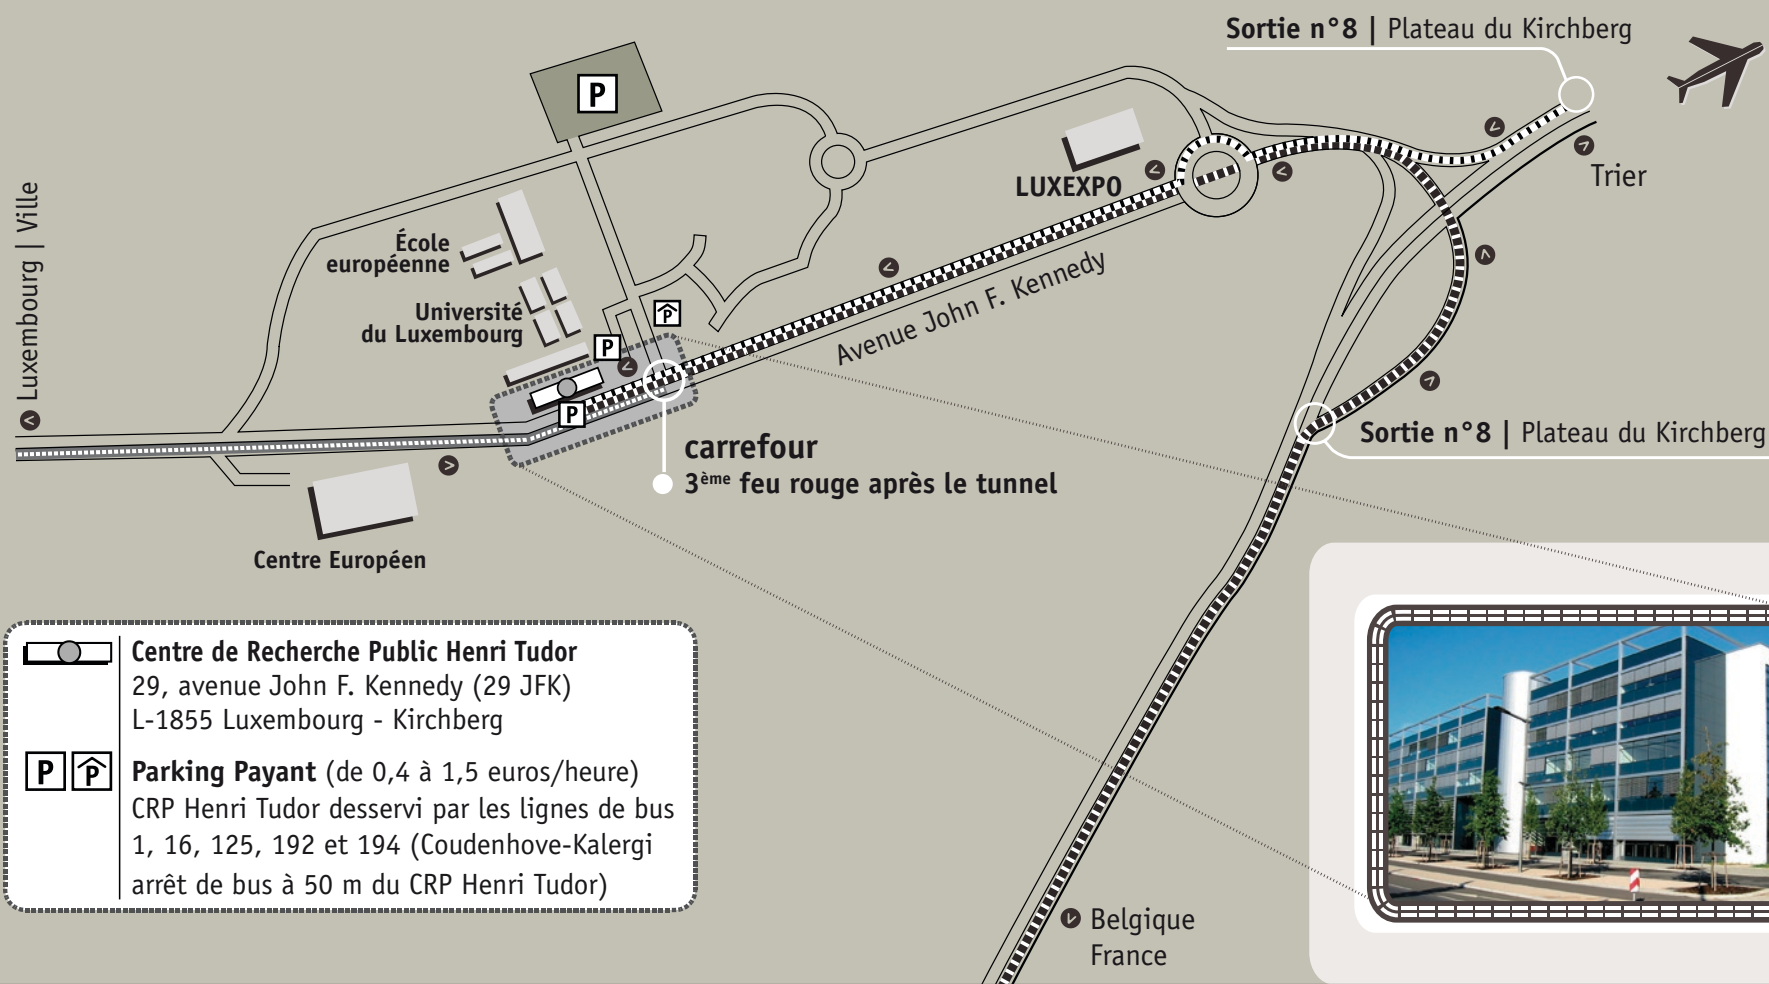 Sortie n°8 | Plateau du Kirchberg
Trier
P
LUXEXPO
Luxembourg | Ville
École
européenne
Université
du Luxembourg
P
P
P
Avenue John F. Kennedy
Sortie n°8 | Plateau du Kirchberg
carrefour
3ème feu rouge après le tunnel
Centre Européen
Centre de Recherche Public Henri Tudor
29, avenue John F. Kennedy (29 JFK)
L-1855 Luxembourg - Kirchberg
P P
Parking Payant (de 0,4 à 1,5 euros/heure)
CRP Henri Tudor desservi par les lignes de bus
1, 16, 125, 192 et 194 (Coudenhove-Kalergi
arrêt de bus à 50 m du CRP Henri Tudor)
Belgique
France